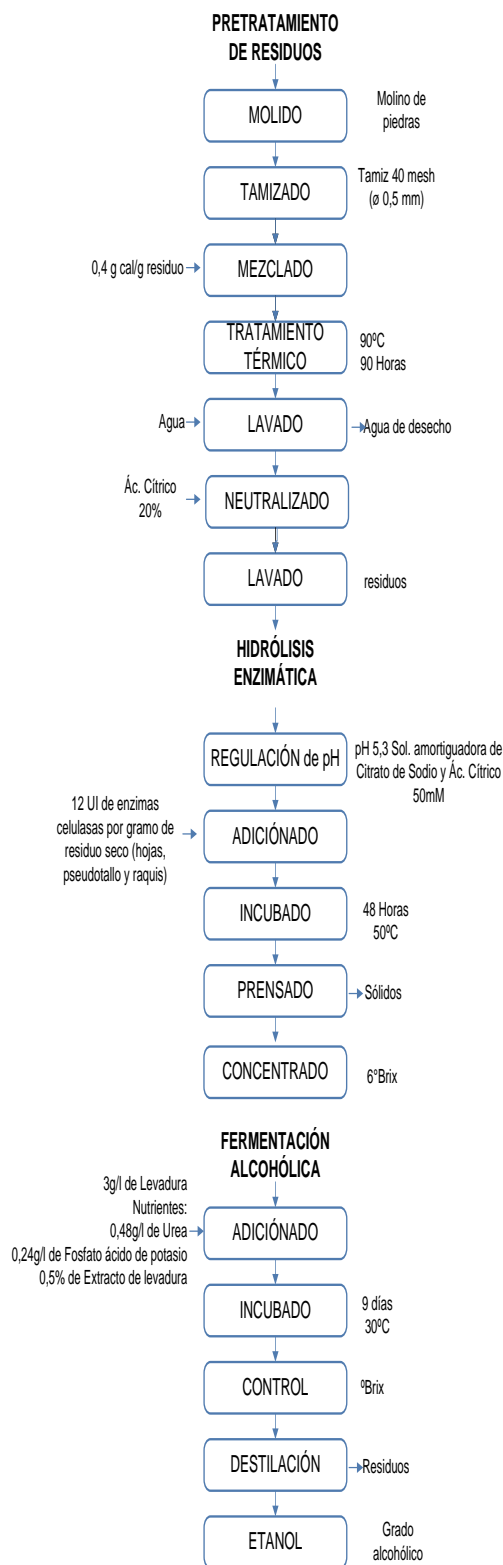 PRETRATAMIENTO
DE RESIDUOS
MOLIDO
Molino de
piedras
TAMIZADO
Tamiz 40 mesh
(ø 0,5 mm)
0,4 g cal/g residuo
MEZCLADO
TRATAMIENTO
TÉRMICO
90ºC
90 Horas
Agua
LAVADO
Agua de desecho
Ác. Cítrico
20%
NEUTRALIZADO
LAVADO
residuos
HIDRÓLISIS
ENZIMÁTICA
REGULACIÓN de pH
pH 5,3 Sol. amortiguadora de
Citrato de Sodio y Ác. Cítrico
50mM
12 UI de enzimas
celulasas por gramo de
residuo seco (hojas,
pseudotallo y raquis)
ADICIÓNADO
INCUBADO
48 Horas
50ºC
PRENSADO
Sólidos
CONCENTRADO
6°Brix
FERMENTACIÓN
ALCOHÓLICA
3g/l de Levadura
Nutrientes:
0,48g/l de Urea
0,24g/l de Fosfato ácido de potasio
0,5% de Extracto de levadura
ADICIÓNADO
INCUBADO
9 días
30ºC
CONTROL
ºBrix
DESTILACIÓN
Residuos
ETANOL
Grado
alcohólico